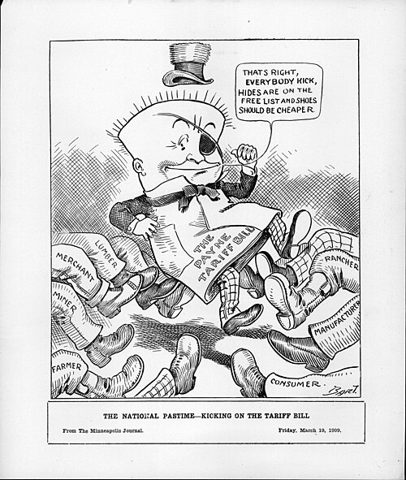 THAT'S RIGHT,
EVERYBODY KICK,
HIDES ARE ON THE
FREE LIST AND SHOES
SHOULD BE CHEAPER
THE
PAYNE
TARIFF BILL
LUMBER
MERCHANT
MINER
FARMER
RANCHER
MANUFACTURER
CONSUMER.
THE NATIONAL PASTIME—KICKING ON THE TARIFF BILL
From The Minneapolis Journal.
Friday, March 19, 1909.